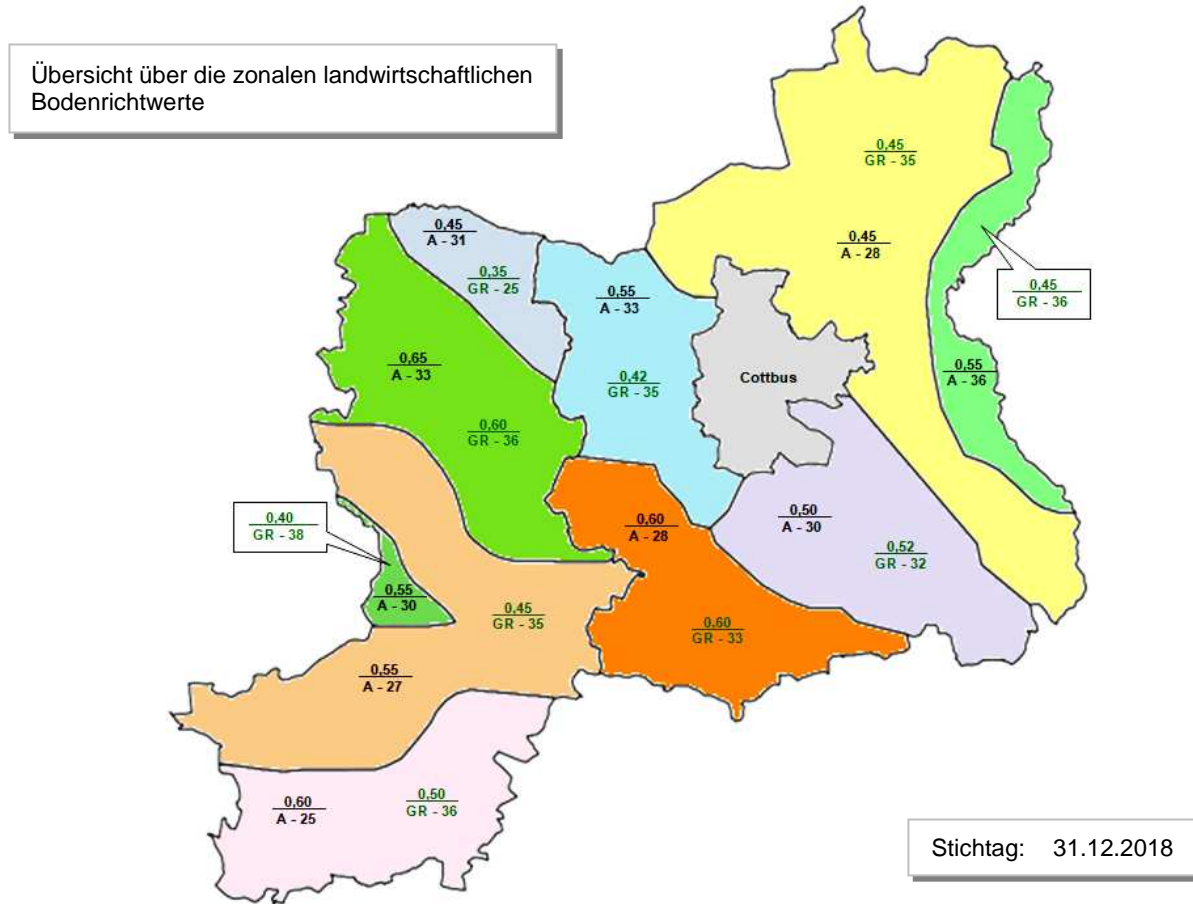 Übersicht über die zonalen landwirtschaftlichen
Bodenrichtwerte
0,45
GR - 35
0,45
A - 31
0,45
A - 28
0,35
GR - 25
0,45
GR - 36
0,55
A - 33
0,65
A - 33
0,42
GR - 35
Cottbus
0,55
A - 36
0,60
GR - 36
0,50
A - 30
0,40
GR - 38
0,60
A - 28
0,52
GR - 32
0,55
A - 30
0,45
GR - 35
0,60
GR - 33
0,55
A - 27
0,60
A - 25
0,50
GR - 36
Stichtag: 31.12.2018